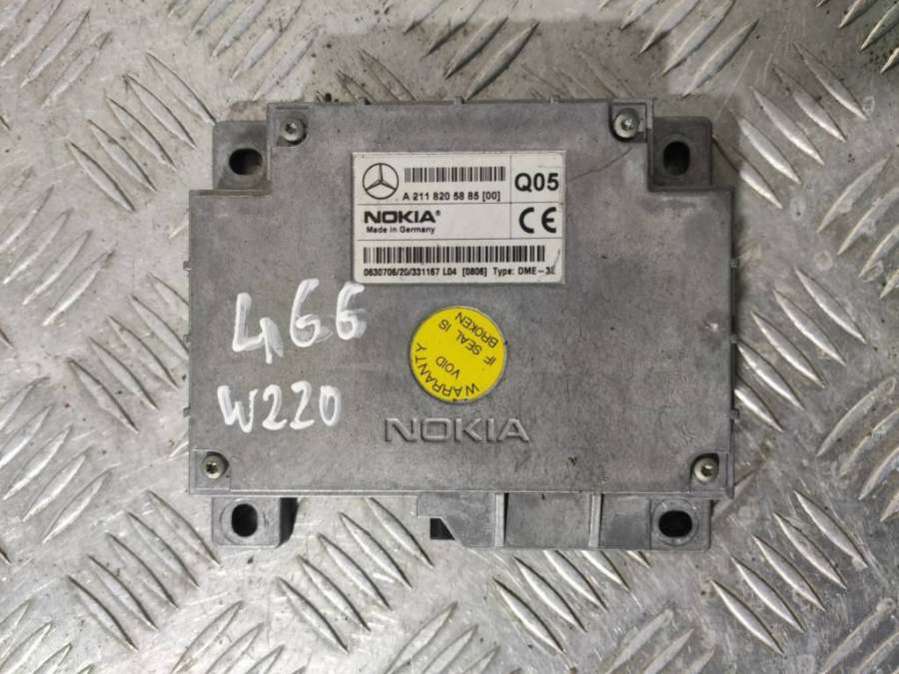 A 211 820 58 85 [00]
Q05
NOKIA®
Made in Germany
CE
0630706/20/331167 L04 [0806] Type: DME-3
466
W220
WARRANTY
VOID
IF SEAL IS
BROKEN
NOKIA